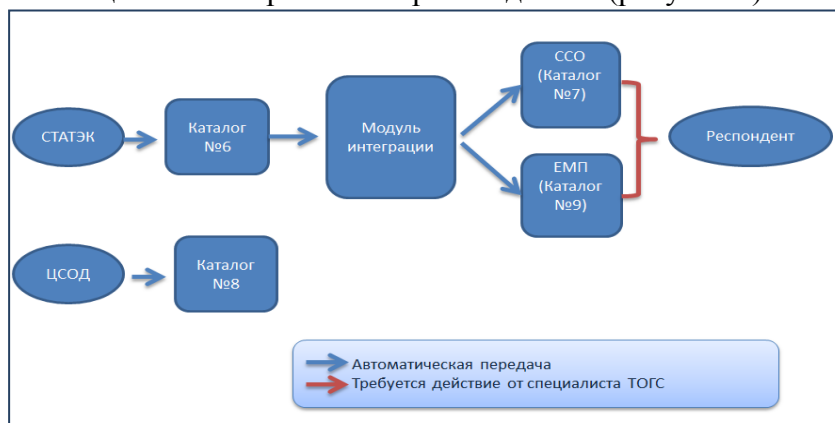 ССО
(Каталог
№7)
СТАТЭК
Каталог
№6
Модуль
интеграции
Респондент
ЕМП
(Каталог
№9)
ЦСОД
Каталог
№8
Автоматическая передача
Требуется действие от специалиста ТОГС